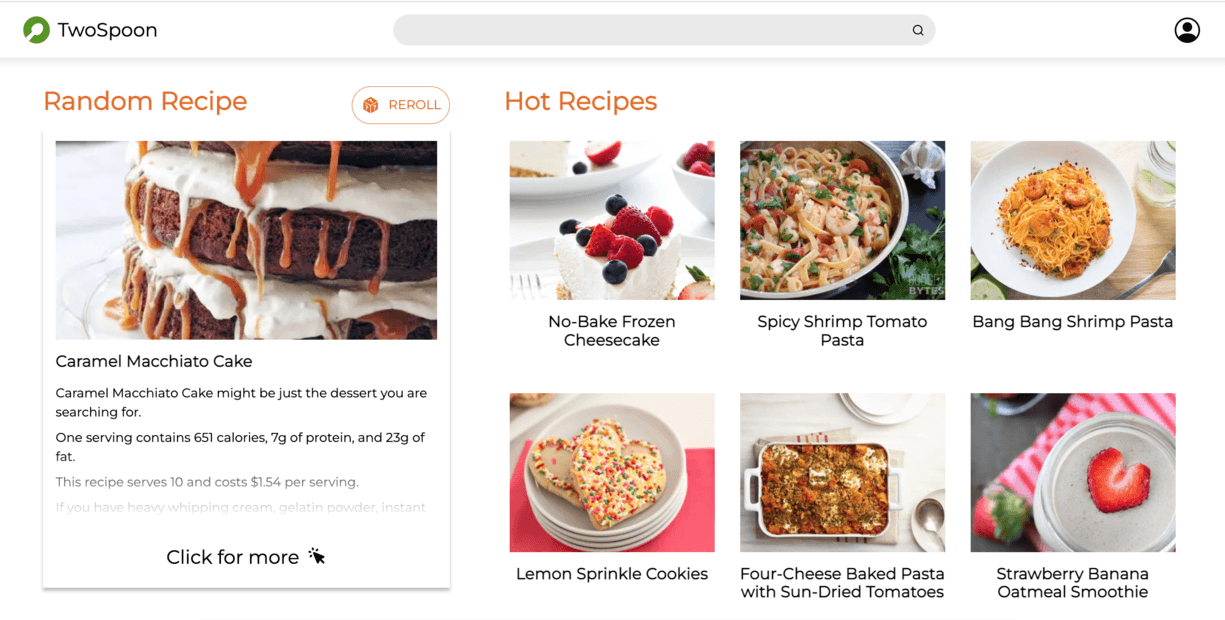 TwoSpoon
Random Recipe
REROLL
Caramel Macchiato Cake
Caramel Macchiato Cake might be just the dessert you are
searching for.
One serving contains 651 calories, 7g of protein, and 23g of
fat.
This recipe serves 10 and costs $1.54 per serving.
If you have heavy whipping cream, gelatin powder, instant
Click for more
Hot Recipes
No-Bake Frozen
Cheesecake
Spicy Shrimp Tomato
Pasta
Bang Bang Shrimp Pasta
Lemon Sprinkle Cookies
Four-Cheese Baked Pasta
with Sun-Dried Tomatoes
Strawberry Banana
Oatmeal Smoothie
BYTES